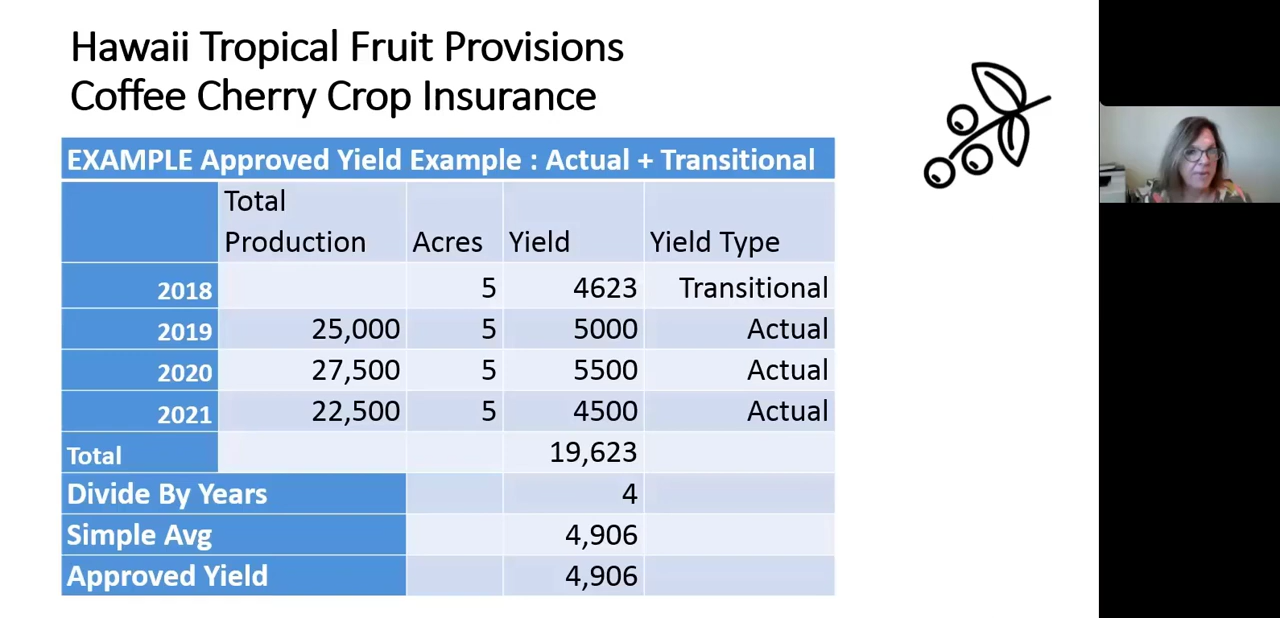 Hawaii Tropical Fruit Provisions
Coffee Cherry Crop Insurance
EXAMPLE Approved Yield Example : Actual + Transitional
Total Production Acres Yield Yield Type
2018 5 4623 Transitional
2019 25,000 5 5000 Actual
2020 27,500 5 5500 Actual
2021 22,500 5 4500 Actual
Total 19,623
Divide By Years 4
Simple Avg 4,906
Approved Yield 4,906